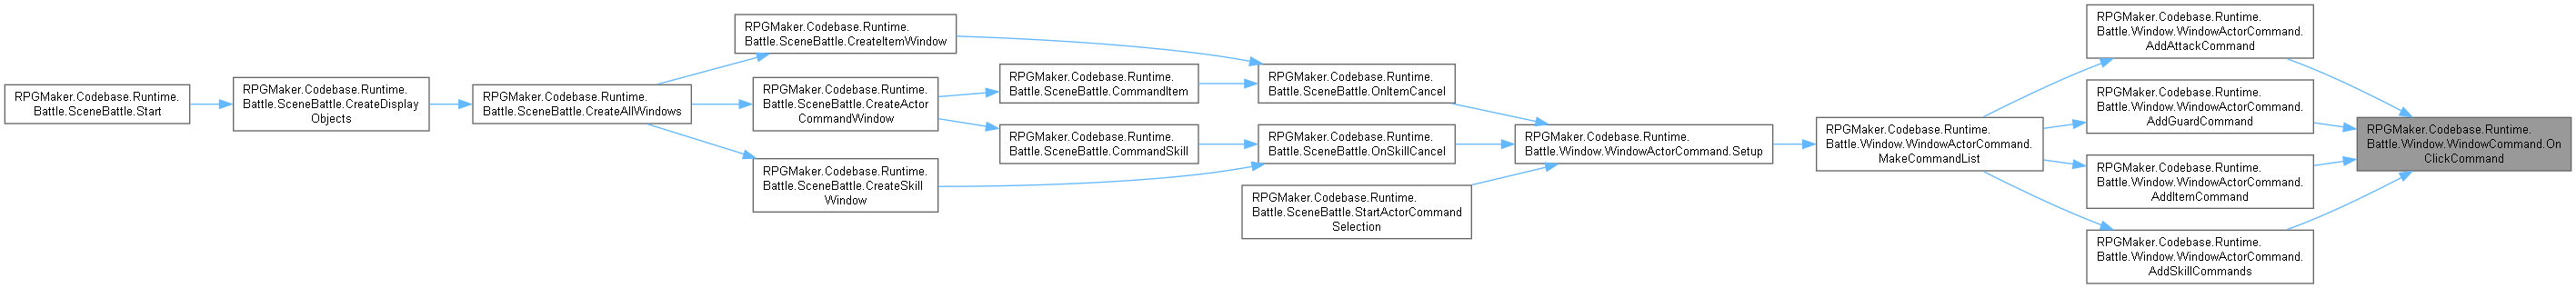 RPGMaker.Codebase.Runtime.
Battle.SceneBattle.Start
RPGMaker.Codebase.Runtime.
Battle.SceneBattle.CreateDisplay
Objects
RPGMaker.Codebase.Runtime.
Battle.SceneBattle.CreateAllWindows
RPGMaker.Codebase.Runtime.
Battle.SceneBattle.CreateItemWindow
RPGMaker.Codebase.Runtime.
Battle.SceneBattle.CreateActor
CommandWindow
RPGMaker.Codebase.Runtime.
Battle.SceneBattle.CreateSkill
Window
RPGMaker.Codebase.Runtime.
Battle.SceneBattle.CommandItem
RPGMaker.Codebase.Runtime.
Battle.SceneBattle.CommandSkill
RPGMaker.Codebase.Runtime.
Battle.SceneBattle.OnItemCancel
RPGMaker.Codebase.Runtime.
Battle.SceneBattle.OnSkillCancel
RPGMaker.Codebase.Runtime.
Battle.SceneBattle.StartActorCommand
Selection
RPGMaker.Codebase.Runtime.
Battle.Window.WindowActorCommand.Setup
RPGMaker.Codebase.Runtime.
Battle.Window.WindowActorCommand.
MakeCommandList
RPGMaker.Codebase.Runtime.
Battle.Window.WindowActorCommand.
AddAttackCommand
RPGMaker.Codebase.Runtime.
Battle.Window.WindowActorCommand.
AddGuardCommand
RPGMaker.Codebase.Runtime.
Battle.Window.WindowActorCommand.
AddItemCommand
RPGMaker.Codebase.Runtime.
Battle.Window.WindowActorCommand.
AddSkillCommands
RPGMaker.Codebase.Runtime.
Battle.Window.WindowCommand.On
ClickCommand